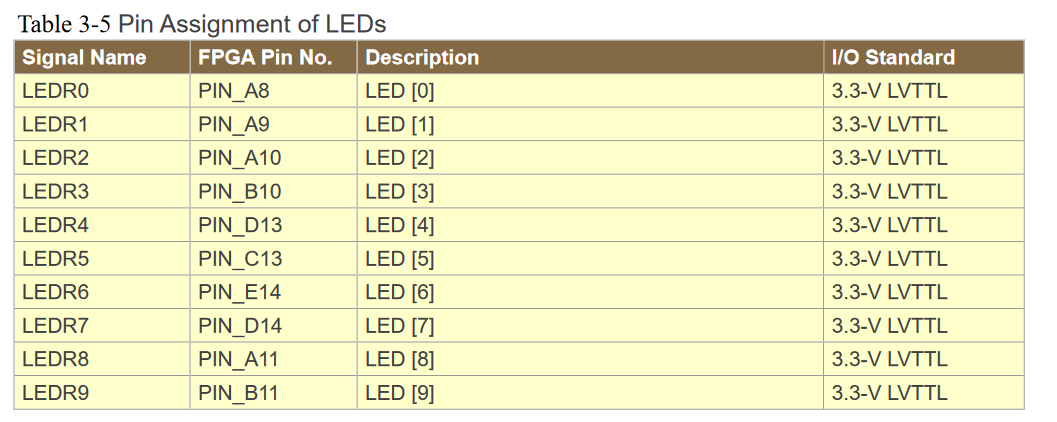 Table 3-5 Pin Assignment of LEDs
Signal Name FPGA Pin No. Description I/O Standard
LEDR0 PIN_A8 LED [0] 3.3-V LVTTL
LEDR1 PIN_A9 LED [1] 3.3-V LVTTL
LEDR2 PIN_A10 LED [2] 3.3-V LVTTL
LEDR3 PIN_B10 LED [3] 3.3-V LVTTL
LEDR4 PIN_D13 LED [4] 3.3-V LVTTL
LEDR5 PIN_C13 LED [5] 3.3-V LVTTL
LEDR6 PIN_E14 LED [6] 3.3-V LVTTL
LEDR7 PIN_D14 LED [7] 3.3-V LVTTL
LEDR8 PIN_A11 LED [8] 3.3-V LVTTL
LEDR9 PIN_B11 LED [9] 3.3-V LVTTL